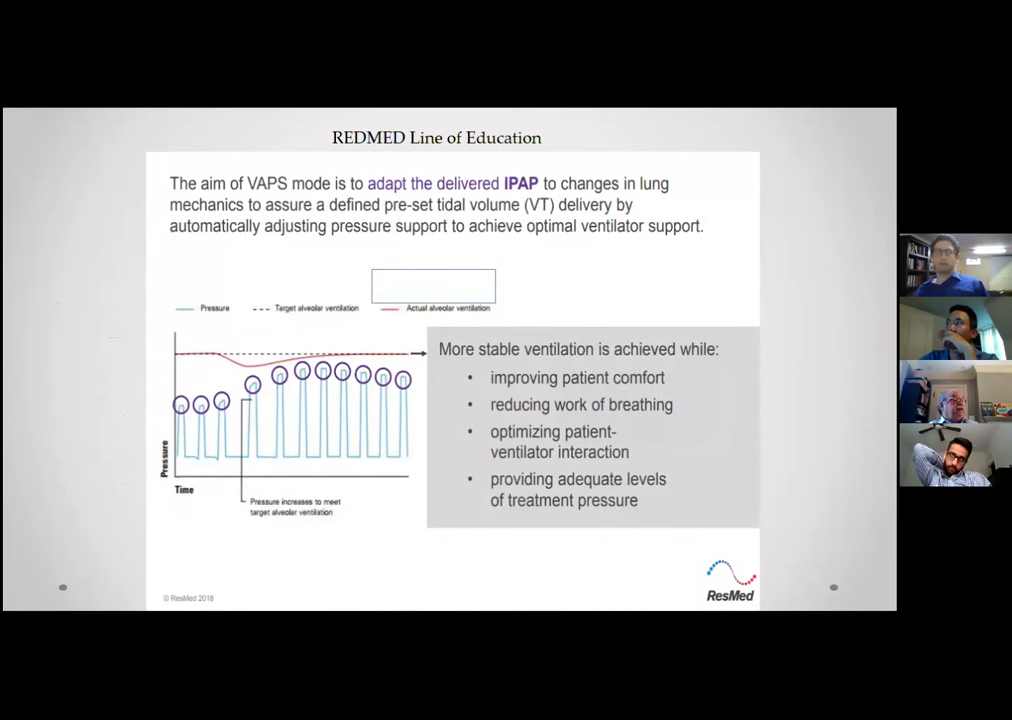 REDMED Line of Education
The aim of VAPS mode is to adapt the delivered IPAP to changes in lung
mechanics to assure a defined pre-set tidal volume (VT) delivery by
automatically adjusting pressure support to achieve optimal ventilator support.
Pressure
Target alveolar ventilation
Actual alveolar ventilation
More stable ventilation is achieved while:
• improving patient comfort
• reducing work of breathing
• optimizing patient-
ventilator interaction
• providing adequate levels
of treatment pressure
Pressure
Time
Pressure increases to meet
target alveolar ventilation
© ResMed 2018
ResMed